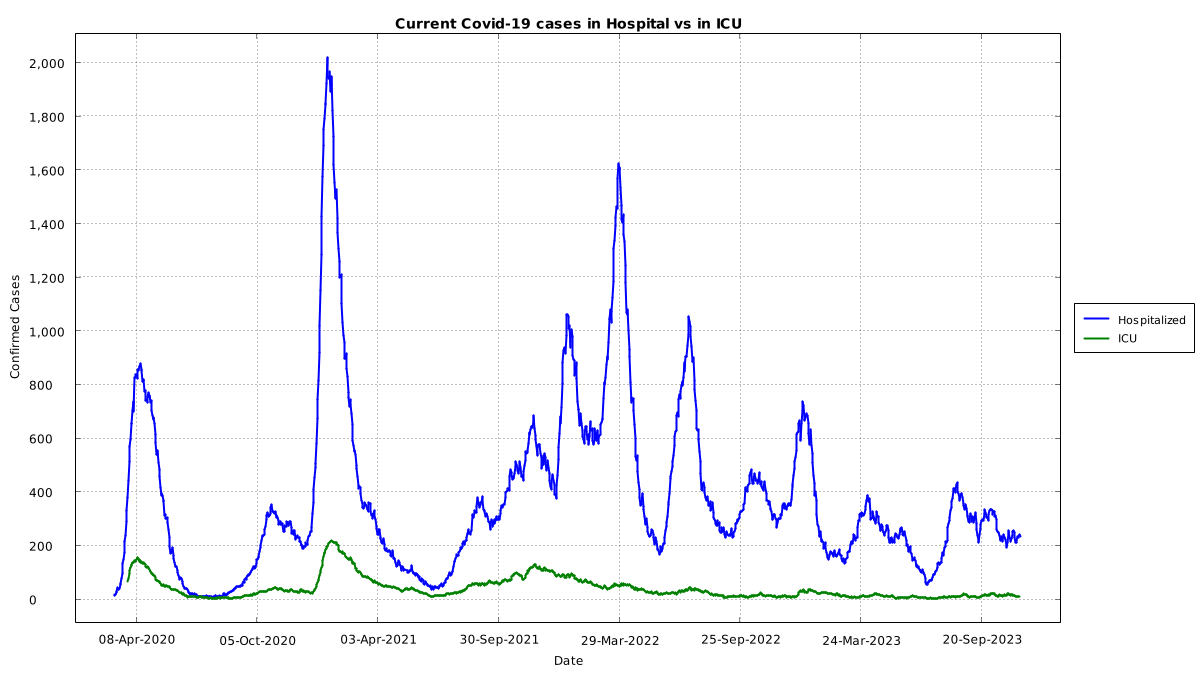 Current Covid-19 cases in Hospital vs in ICU
Confirmed Cases
2,000
1,800
1,600
1,400
1,200
1,000
800
600
400
200
0
08-Apr-2020
05-Oct-2020
03-Apr-2021
30-Sep-2021
29-Mar-2022
25-Sep-2022
24-Mar-2023
20-Sep-2023
Date
Hospitalized
ICU